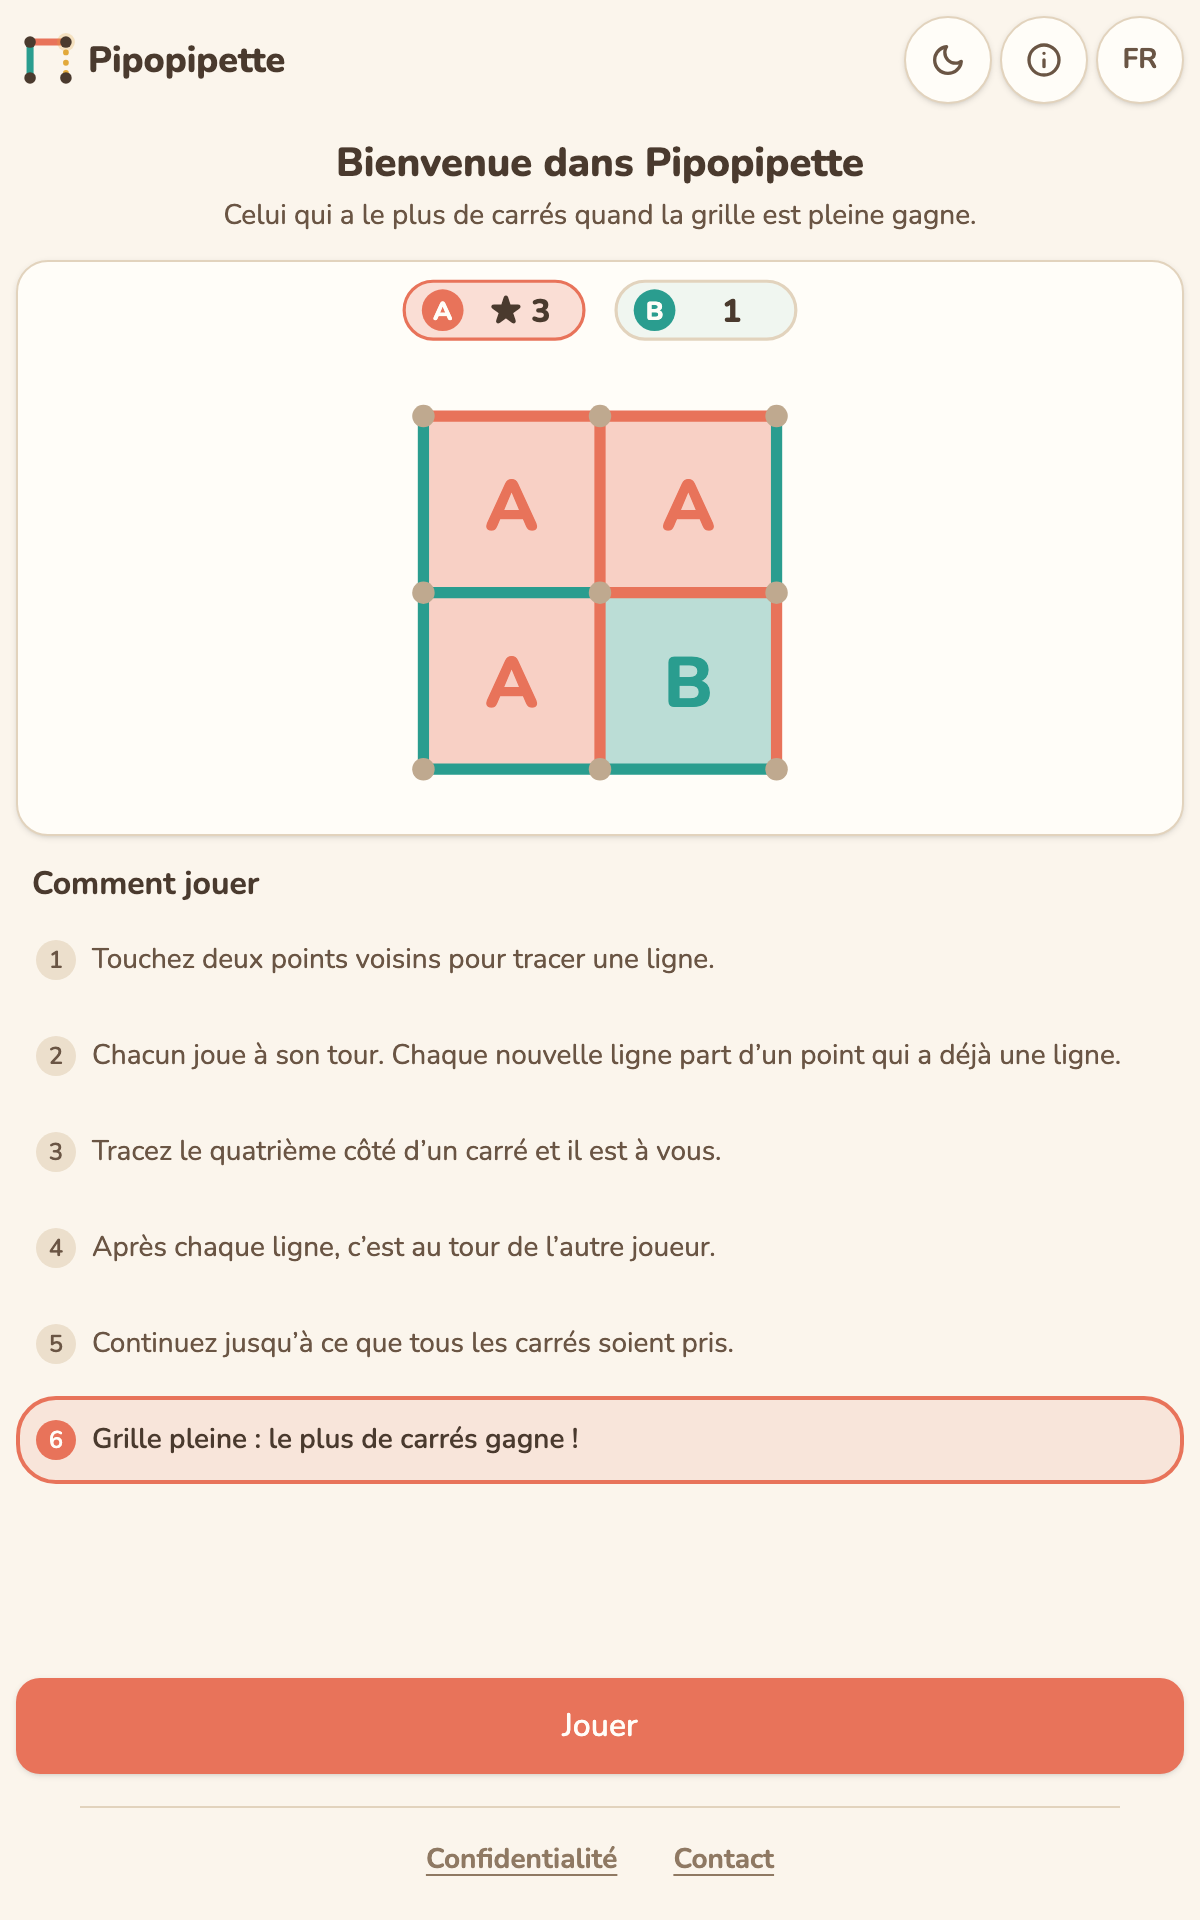 Pipopipette
FR
Bienvenue dans Pipopipette
Celui qui a le plus de carrés quand la grille est pleine gagne.
A ★ 3 B 1
A A
A B
Comment jouer
1 Touchez deux points voisins pour tracer une ligne.
2 Chacun joue à son tour. Chaque nouvelle ligne part d’un point qui a déjà une ligne.
3 Tracez le quatrième côté d’un carré et il est à vous.
4 Après chaque ligne, c’est au tour de l’autre joueur.
5 Continuez jusqu’à ce que tous les carrés soient pris.
6 Grille pleine : le plus de carrés gagne !
Jouer
Confidentialité Contact